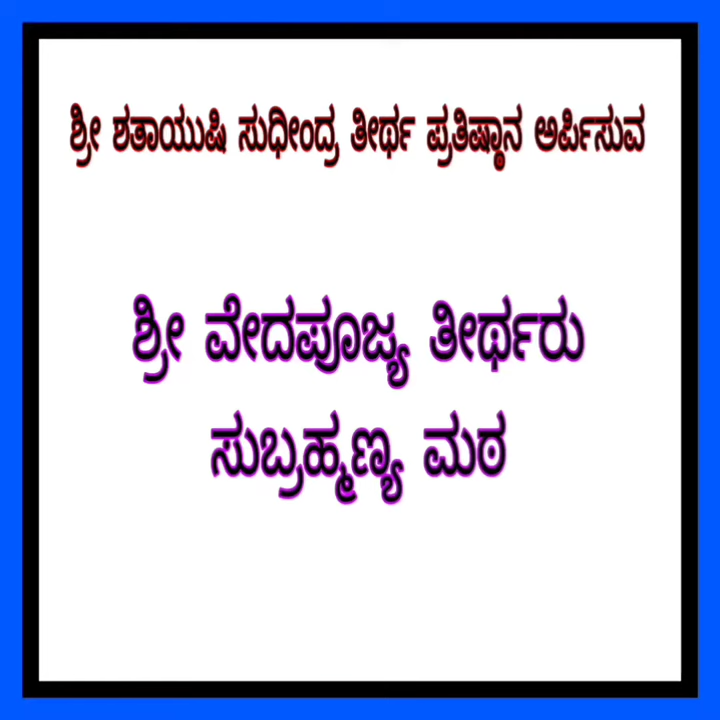 ಶ್ರೀ ಶತಾಯುಷಿ ಸುಧೀಂದ್ರ ತೀರ್ಥ ಪ್ರತಿಷ್ಠಾನ ಅರ್ಪಿಸುವ
ಶ್ರೀ ವೇದಪೂಜ್ಯ ತೀರ್ಥರು
ಸುಬ್ರಹ್ಮಣ್ಯ ಮಠ